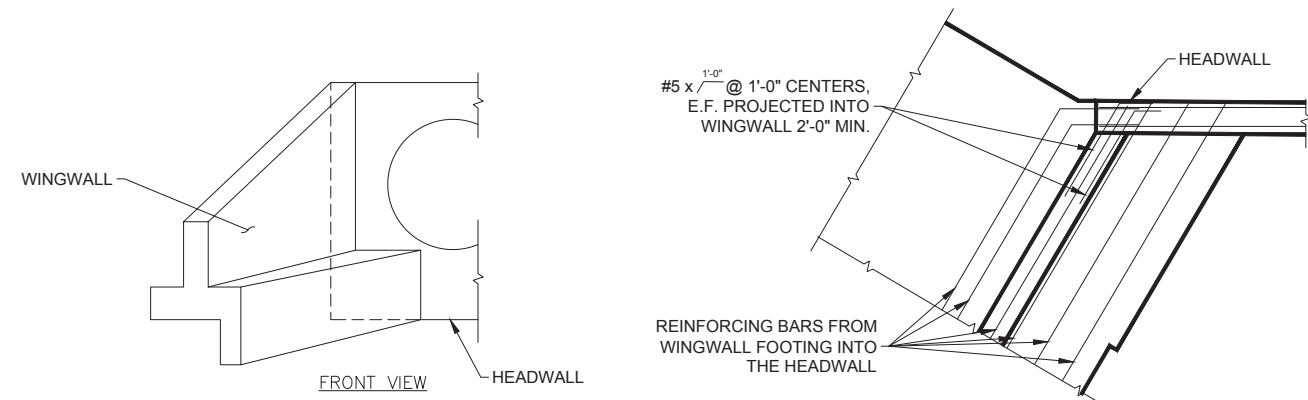 WINGWALL
FRONT VIEW
HEADWALL
HEADWALL
1'-0"
#5 x @ 1'-0" CENTERS,
E.F. PROJECTED INTO
WINGWALL 2'-0" MIN.
REINFORCING BARS FROM
WINGWALL FOOTING INTO
THE HEADWALL